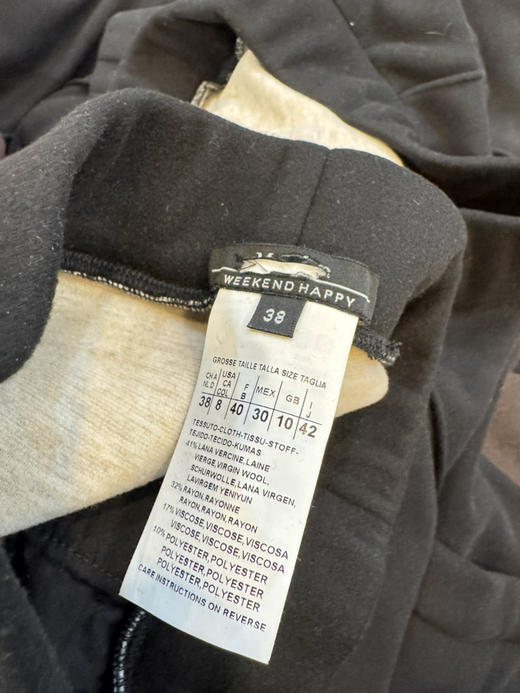 WEEKENDHAPPY
38
GROSSE TAILLE TALLA SIZE TAGLIA
CH A USA F MEX GB I
NL D CA B J
COL
38 8 40 30 10 42
TESSUTO-CLOTH-TISSU-STOFF-
TEJIDO-TECIDO-KUMAS
41% LANA VERCINE,LAINE
VIERGE,VIRGIN WOOL,
SCHURWOLLE,LANA VIRGEN,
LAVIRGEM YENIYUN
32% RAYON,RAYONNE
RAYON,RAYON,RAYON
17% VISCOSE,VISCOSE,VISCOSA
VISCOSE,VISCOSE,VISCOSA
10% POLYESTER,POLYESTER
POLYESTER,POLYESTER
POLYESTER,POLYESTER
CARE INSTRUCTIONS ON REVERSE